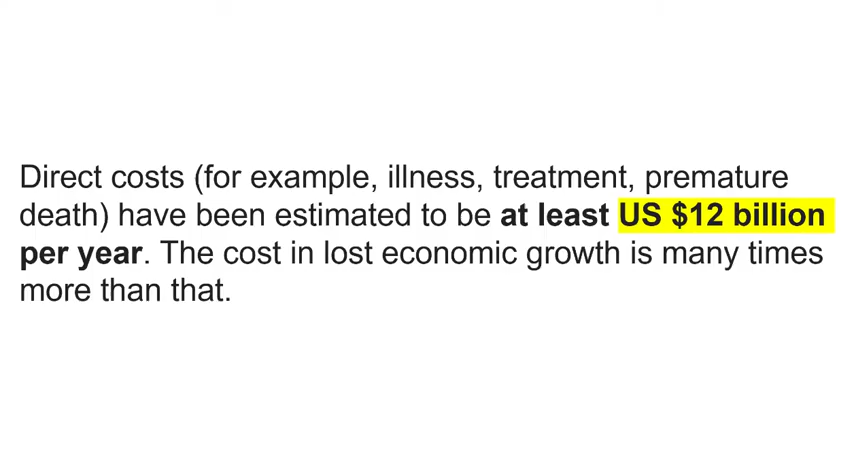 Direct costs (for example, illness, treatment, premature
death) have been estimated to be at least US $12 billion
per year. The cost in lost economic growth is many times
more than that.